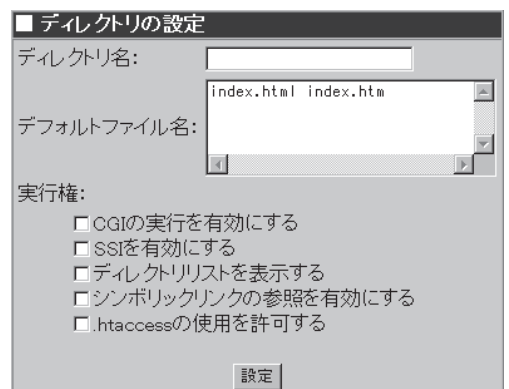 ■ ディレクトリの設定
ディレクトリ名:
index.html index.htm
デフォルトファイル名:
実行権:
CGIの実行を有効にする
SSIを有効にする
ディレクトリリストを表示する
シンボリックリンクの参照を有効にする
.htaccessの使用を許可する
設定